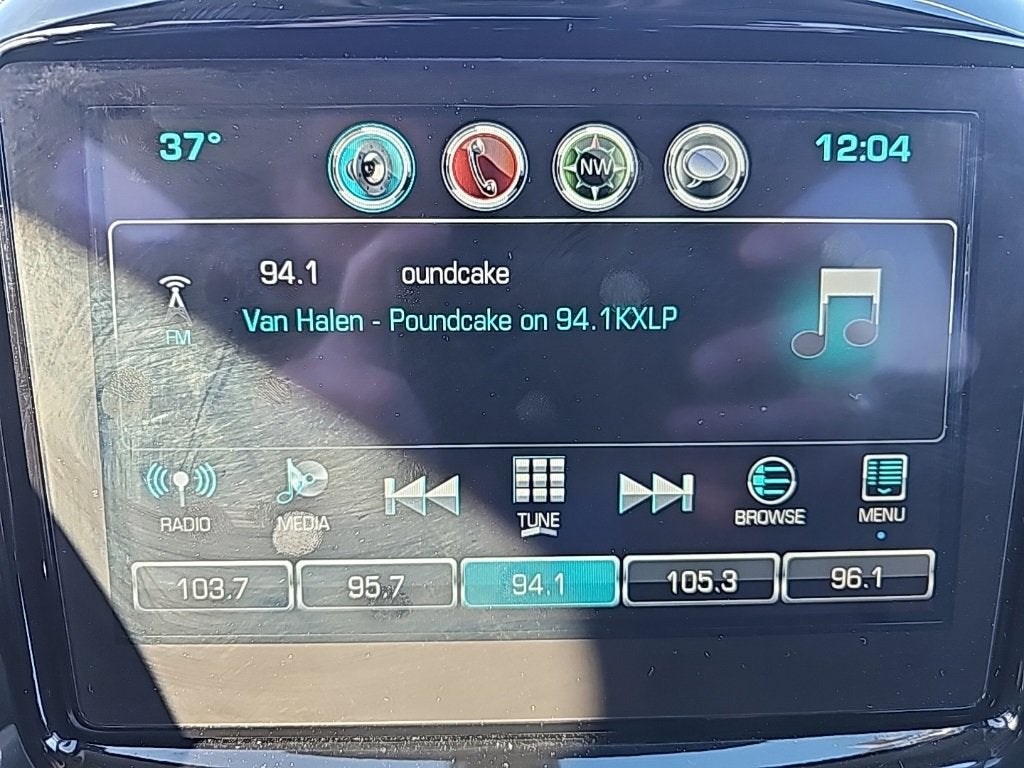 37° NW 12:04
94.1 oundcake
FM Van Halen - Poundcake on 94.1KXLP
RADIO MEDIA TUNE BROWSE MENU
103.7 95.7 94.1 105.3 96.1